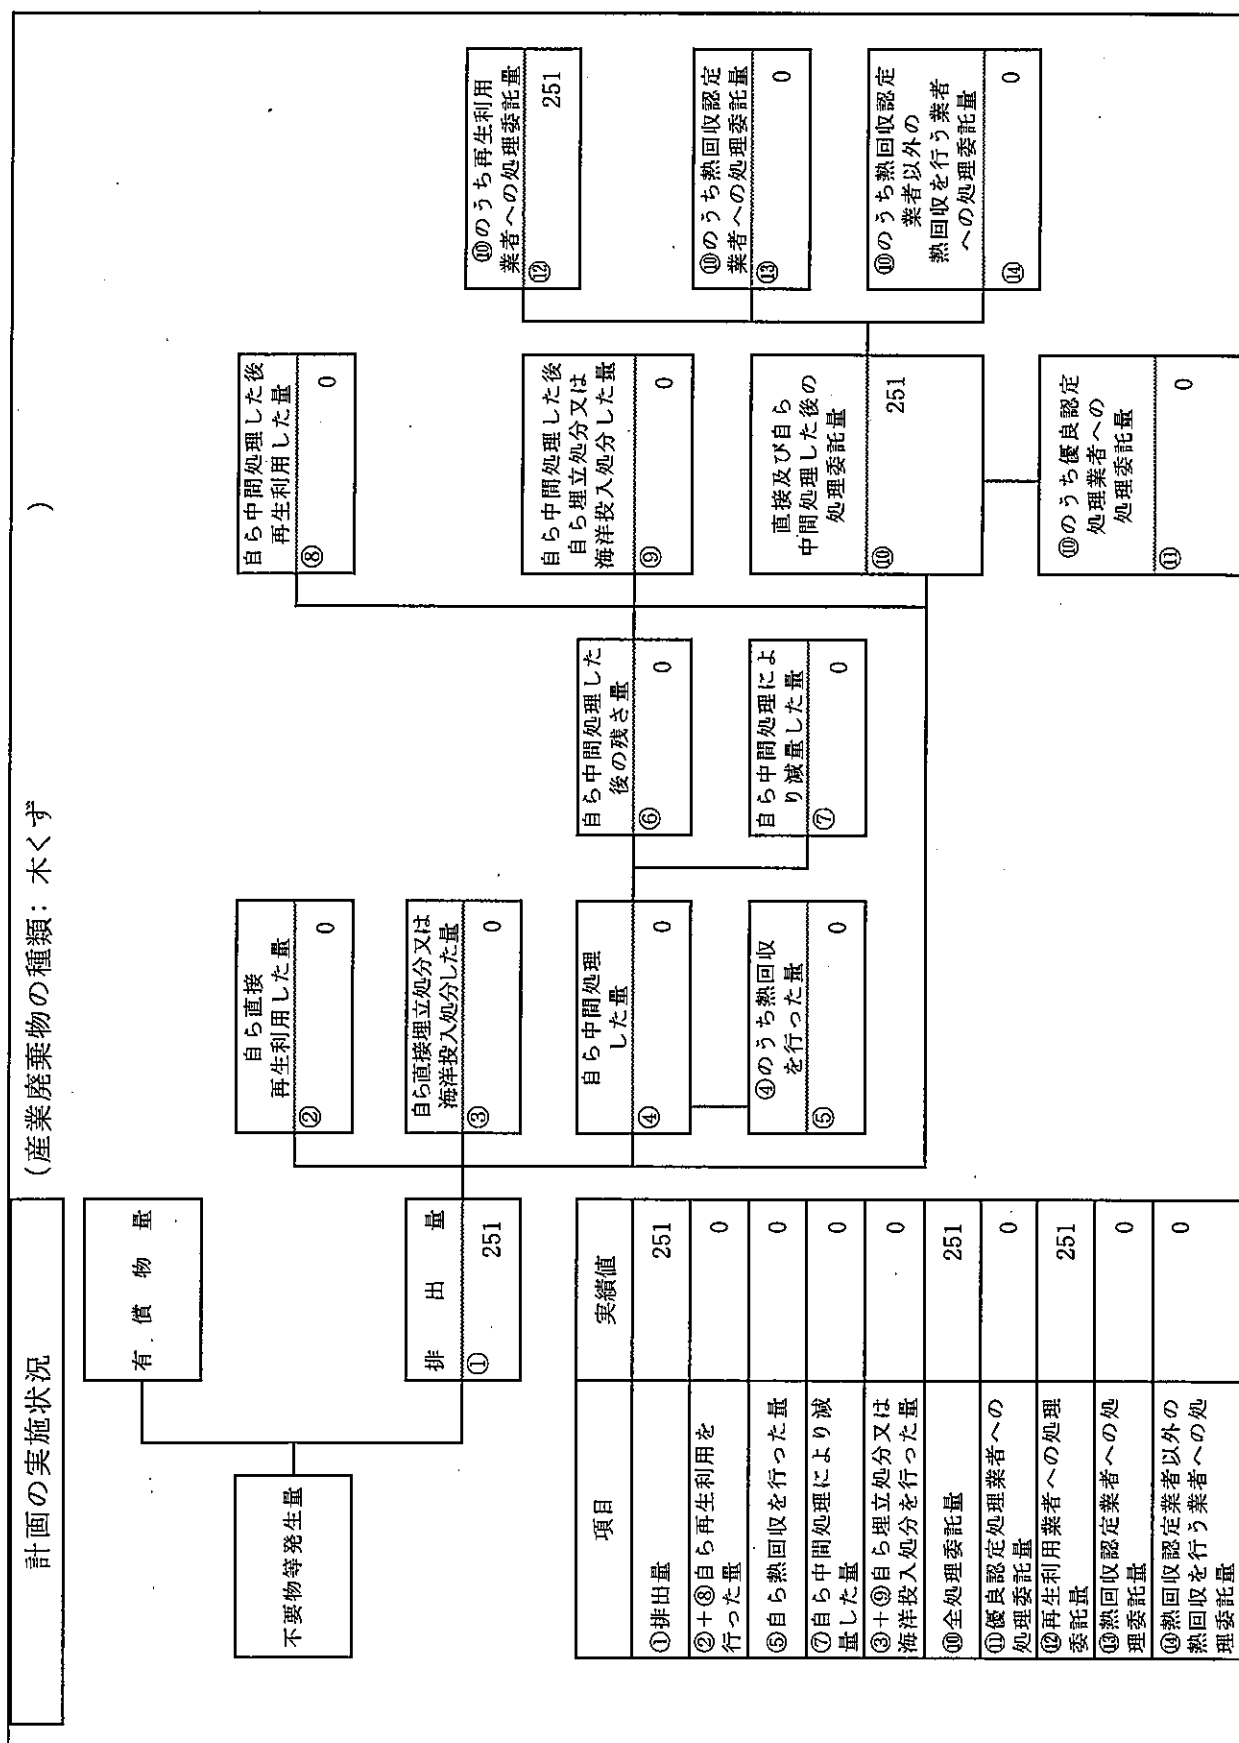 計画の実施状況
(産業廃棄物の種類: 木くず
)
不要物等発生量
有 償 物 量
排 出 量
① 251
自ら直接
再生利用した量
② 0
自ら直接埋立処分又は
海洋投入処分した量
③ 0
自ら中間処理
した量
④ 0
④のうち熱回収
を行った量
⑤ 0
自ら中間処理した
後の残さ量
⑥ 0
自ら中間処理によ
り減量した量
⑦ 0
自ら中間処理した後
再生利用した量
⑧ 0
自ら中間処理した後
自ら埋立処分又は
海洋投入処分した量
⑨ 0
直接及び自ら
中間処理した後の
処理委託量
⑩ 251
⑩のうち優良認定
処理業者への
処理委託量
⑪ 0
⑩のうち再生利用
業者への処理委託量
⑫ 251
⑩のうち熱回収認定
業者への処理委託量
⑬ 0
⑩のうち熱回収認定
業者以外の
熱回収を行う業者
への処理委託量
⑭ 0
項目 実績値
①排出量 251
②+⑧自ら再生利用を
行った量 0
⑤自ら熱回収を行った量 0
⑦自ら中間処理により減
量した量 0
③+⑨自ら埋立処分又は
海洋投入処分を行った量 0
⑩全処理委託量 251
⑪優良認定処理業者への
処理委託量 0
⑫再生利用業者への処理
委託量 251
⑬熱回収認定業者への処
理委託量 0
⑭熱回収認定業者以外の
熱回収を行う業者への処
理委託量 0